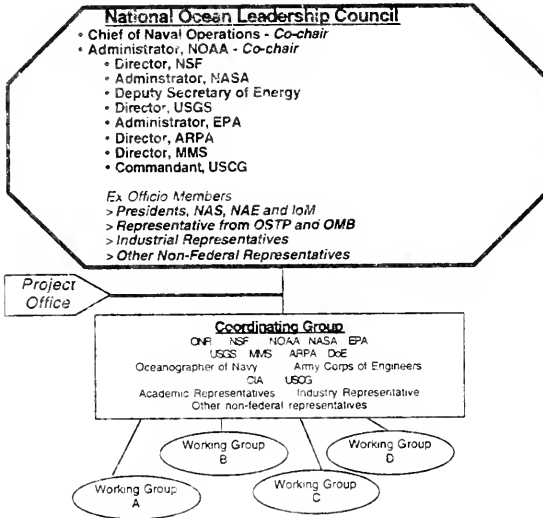 National Ocean Leadership Council
• Chief of Naval Operations - Co-chair
• Administrator, NOAA - Co-chair
• Director, NSF
• Adminstrator, NASA
• Deputy Secretary of Energy
• Director, USGS
• Administrator, EPA
• Director, ARPA
• Director, MMS
• Commandant, USCG
Ex Officio Members
> Presidents, NAS, NAE and IoM
> Representative from OSTP and OMB
> Industrial Representatives
> Other Non-Federal Representatives
Project
Office
Coordinating Group
ONR NSF NOAA NASA EPA
USGS MMS ARPA DoE
Oceanographer of Navy Army Corps of Engineers
CIA USCG
Academic Representatives Industry Representative
Other non-federal representatives
Working Group
B
Working Group
D
Working Group
A
Working Group
C